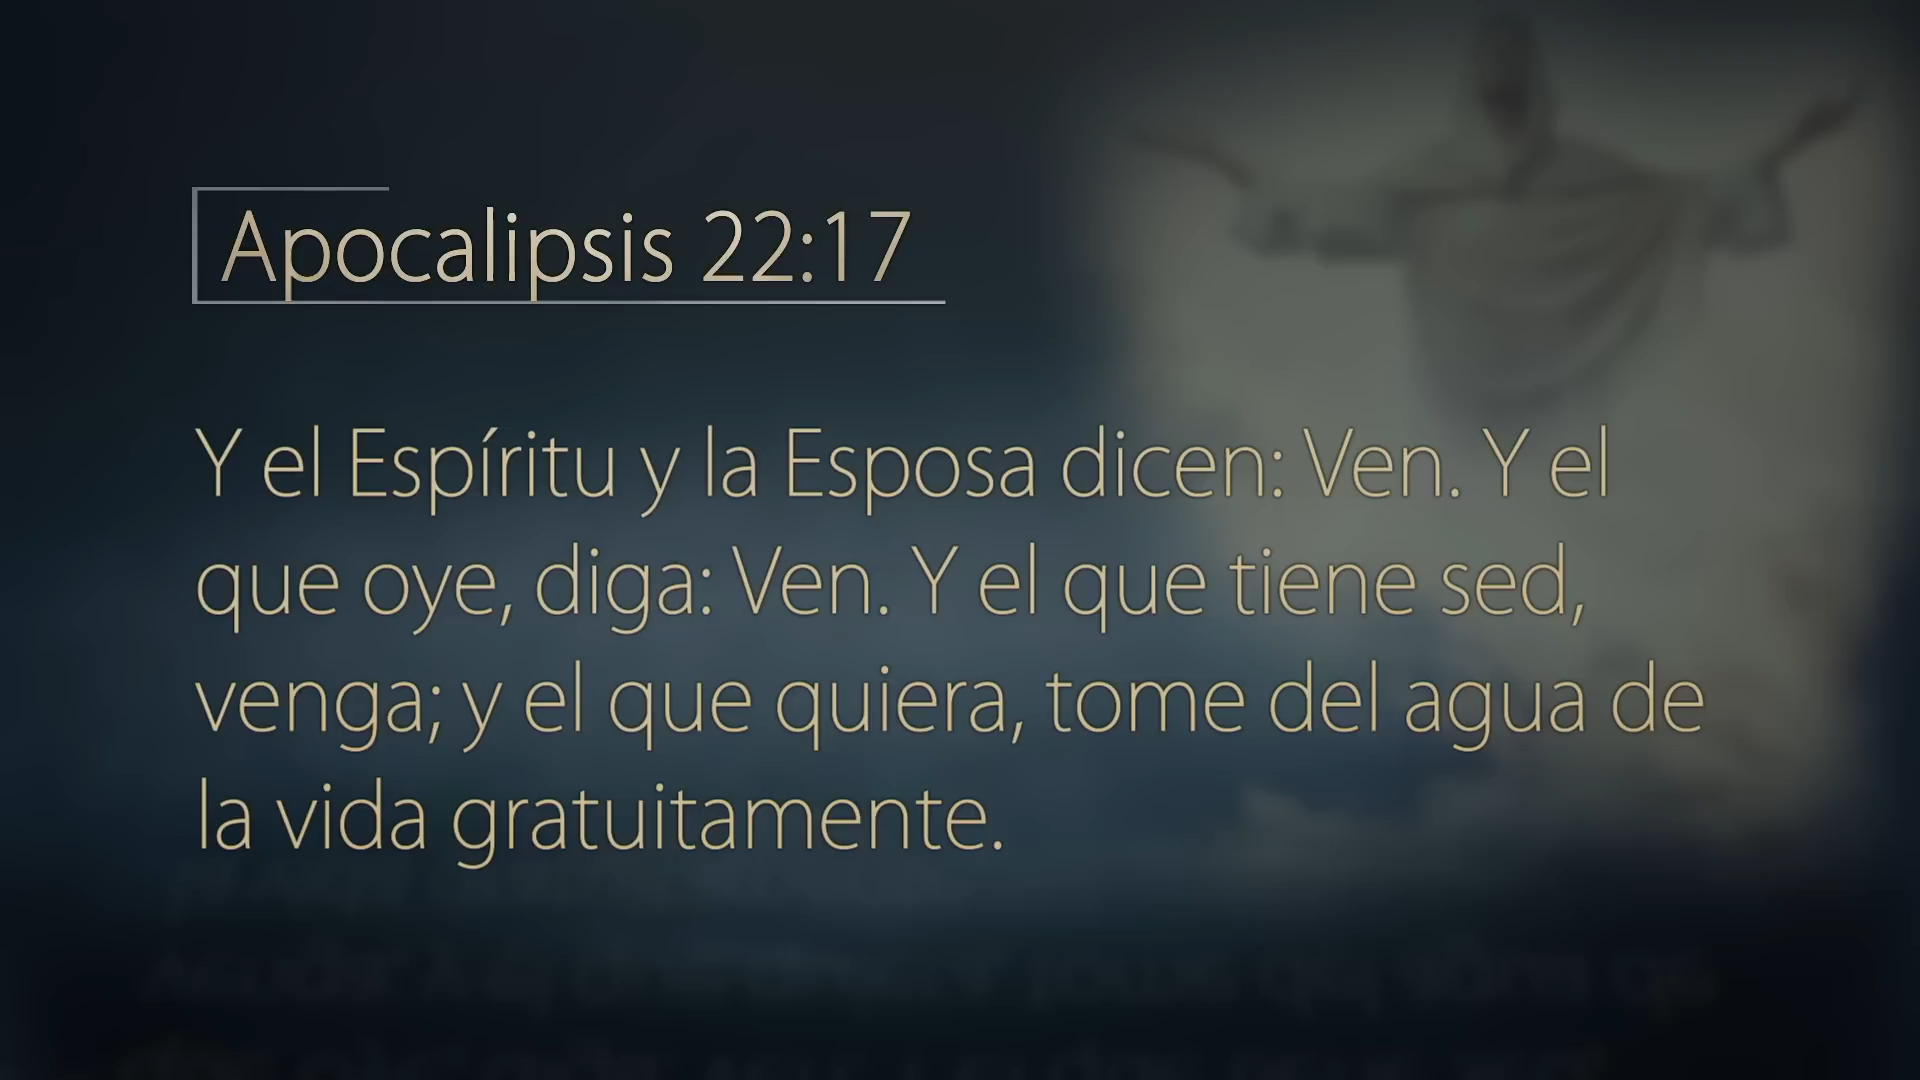 Apocalipsis 22:17
Y el Espíritu y la Esposa dicen: Ven. Y el
que oye, diga: Ven. Y el que tiene sed,
venga; y el que quiera, tome del agua de
la vida gratuitamente.